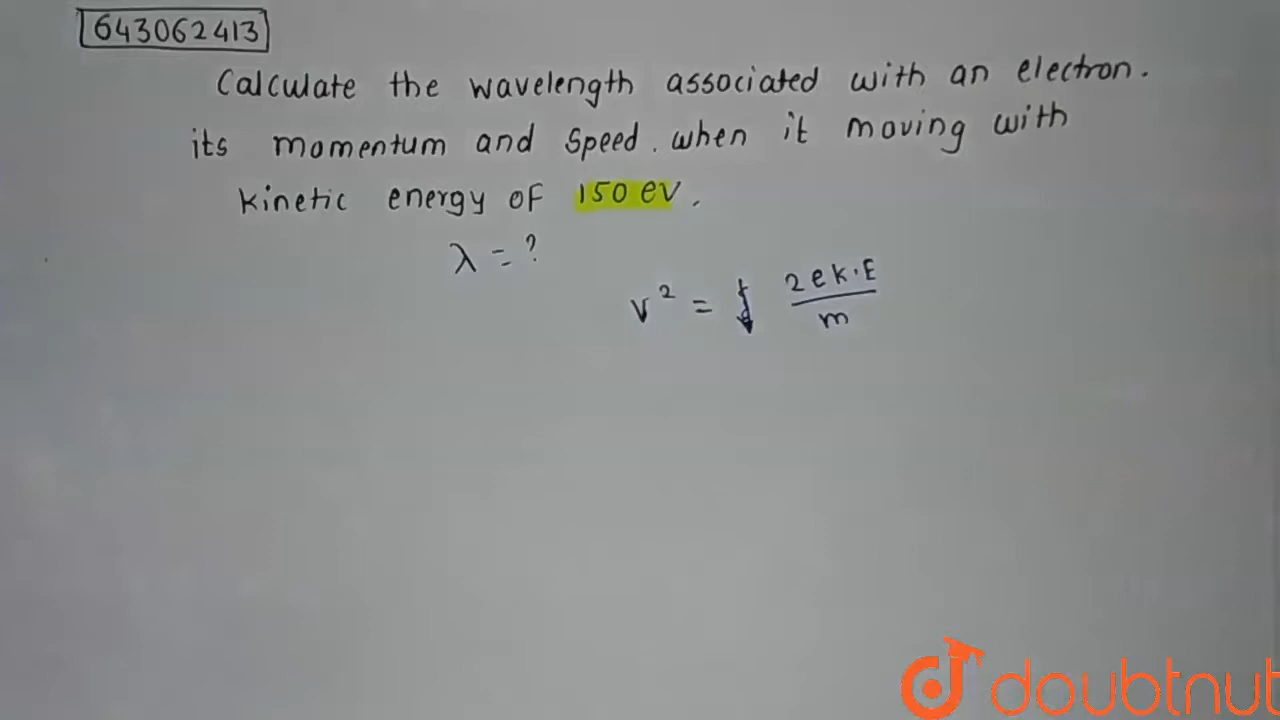 643062413
Calculate the wavelength associated with an electron.
its momentum and speed. when it moving with
kinetic energy of 150 eV.
λ = ?
v² = 2ek.E/m
doubtnut